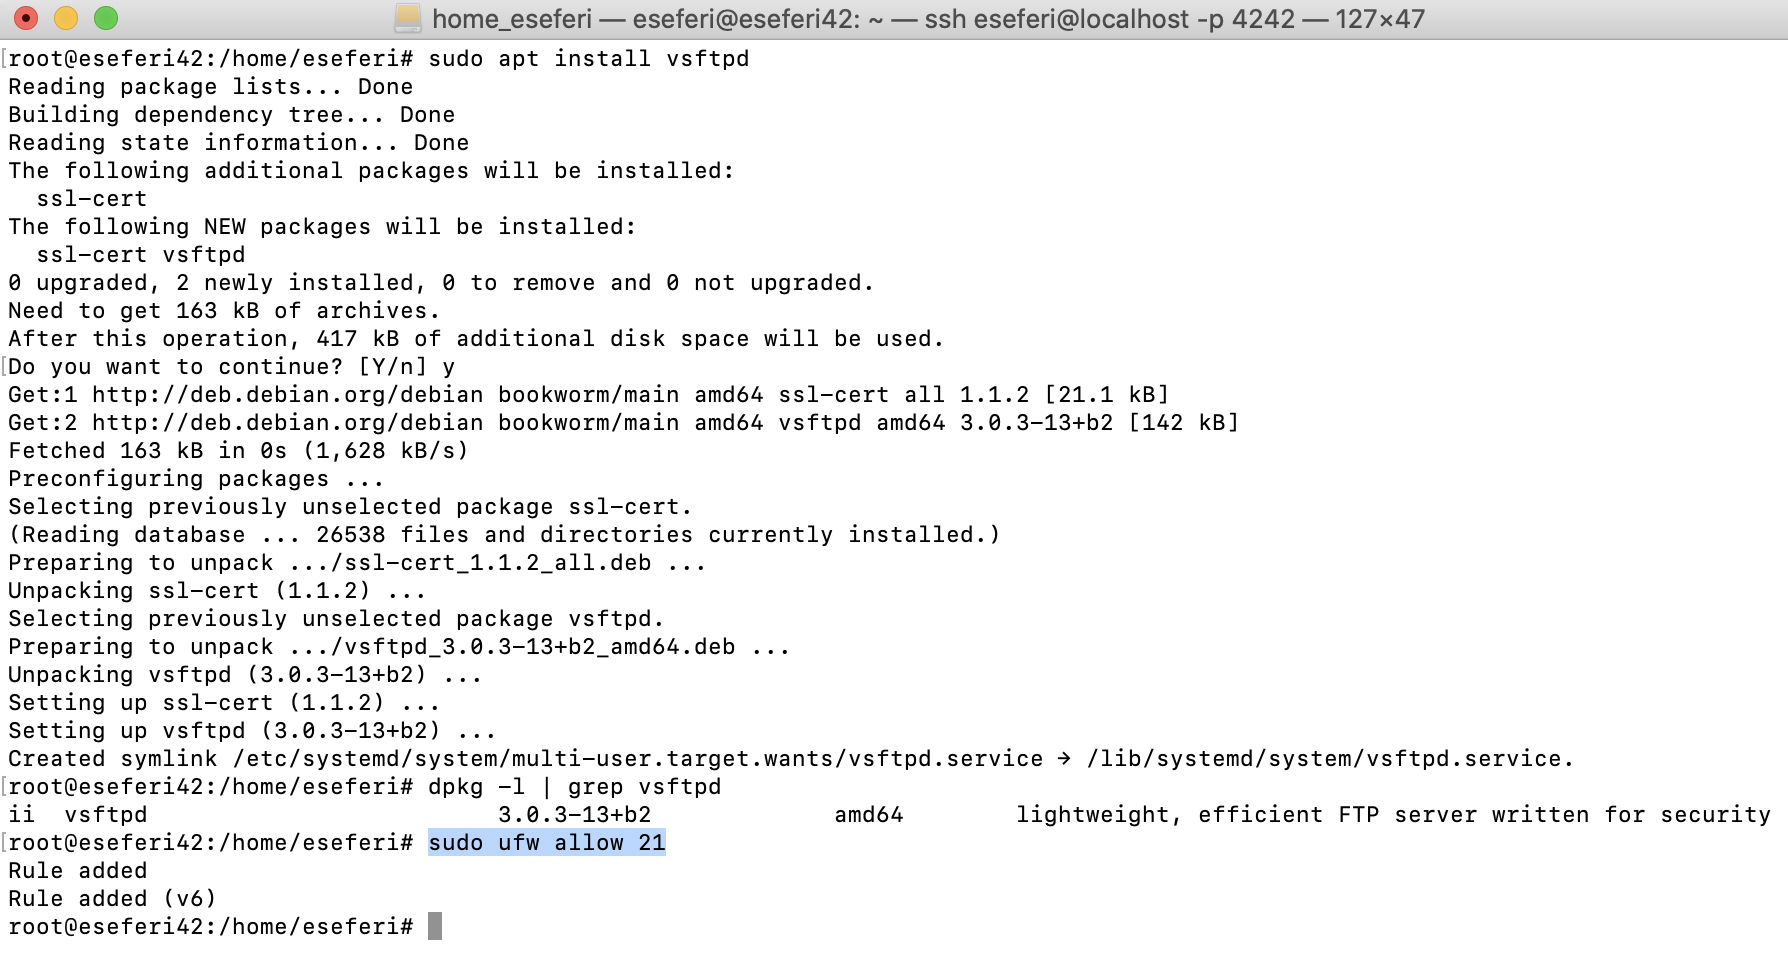 home_eseferi — eseferi@eseferi42: ~ — ssh eseferi@localhost -p 4242 — 127×47
[root@eseferi42:/home/eseferi# sudo apt install vsftpd
Reading package lists... Done
Building dependency tree... Done
Reading state information... Done
The following additional packages will be installed:
  ssl-cert
The following NEW packages will be installed:
  ssl-cert vsftpd
0 upgraded, 2 newly installed, 0 to remove and 0 not upgraded.
Need to get 163 kB of archives.
After this operation, 417 kB of additional disk space will be used.
[Do you want to continue? [Y/n] y
Get:1 http://deb.debian.org/debian bookworm/main amd64 ssl-cert all 1.1.2 [21.1 kB]
Get:2 http://deb.debian.org/debian bookworm/main amd64 vsftpd amd64 3.0.3-13+b2 [142 kB]
Fetched 163 kB in 0s (1,628 kB/s)
Preconfiguring packages ...
Selecting previously unselected package ssl-cert.
(Reading database ... 26538 files and directories currently installed.)
Preparing to unpack .../ssl-cert_1.1.2_all.deb ...
Unpacking ssl-cert (1.1.2) ...
Selecting previously unselected package vsftpd.
Preparing to unpack .../vsftpd_3.0.3-13+b2_amd64.deb ...
Unpacking vsftpd (3.0.3-13+b2) ...
Setting up ssl-cert (1.1.2) ...
Setting up vsftpd (3.0.3-13+b2) ...
Created symlink /etc/systemd/system/multi-user.target.wants/vsftpd.service → /lib/systemd/system/vsftpd.service.
[root@eseferi42:/home/eseferi# dpkg -l | grep vsftpd
ii  vsftpd                         3.0.3-13+b2             amd64        lightweight, efficient FTP server written for security
[root@eseferi42:/home/eseferi# sudo ufw allow 21
Rule added
Rule added (v6)
root@eseferi42:/home/eseferi#